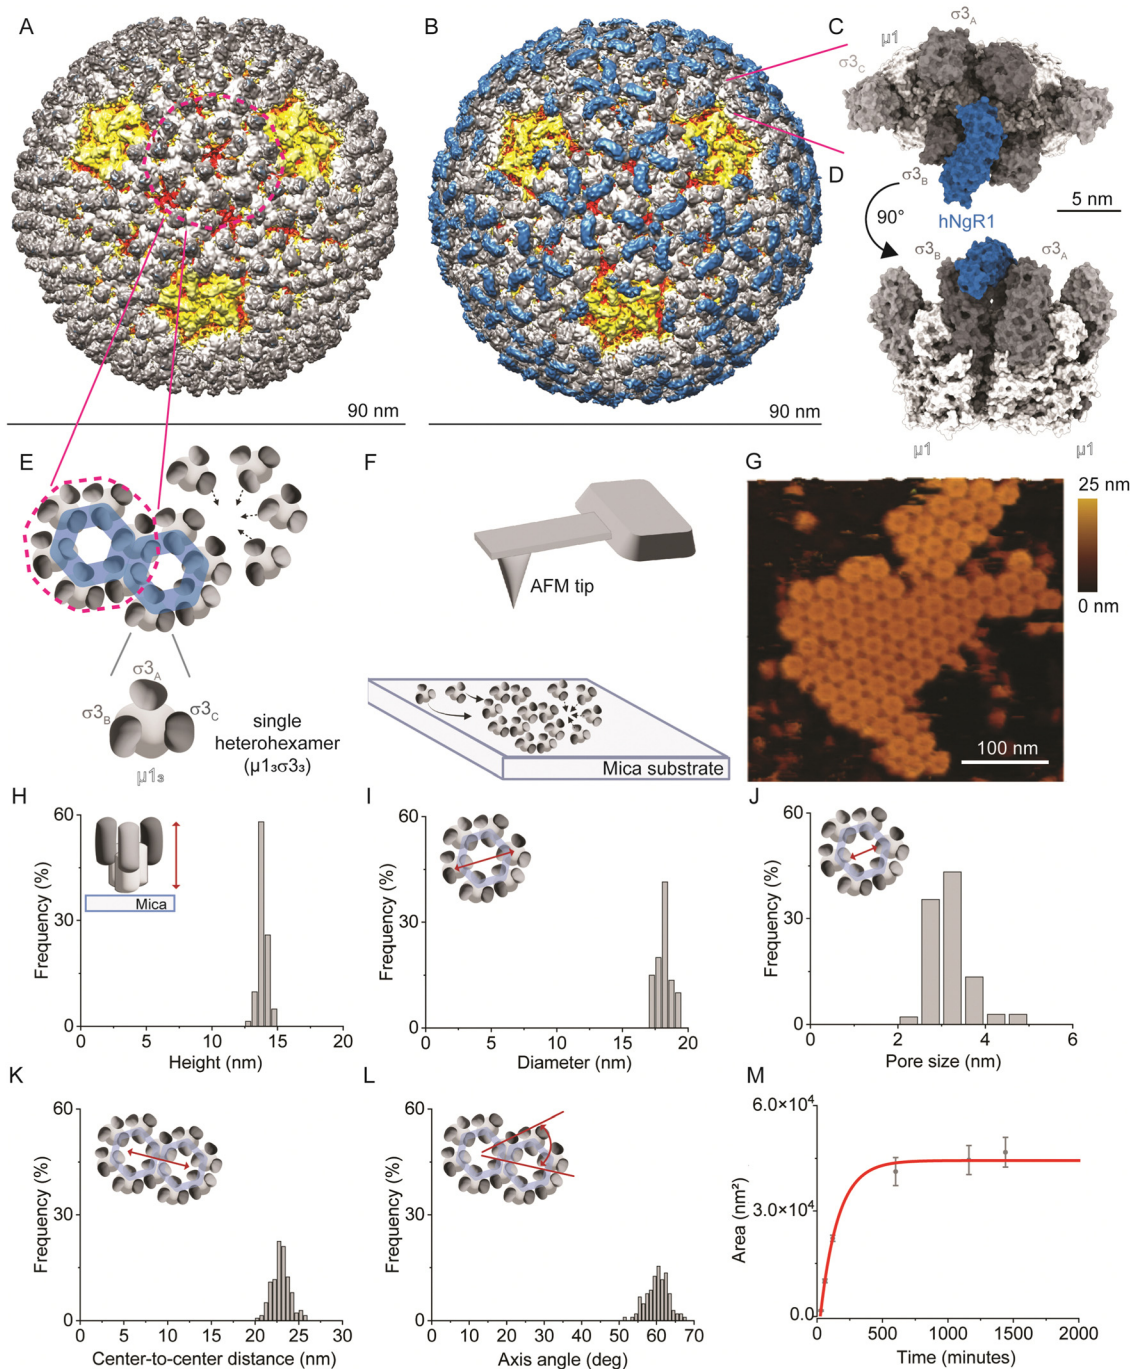 A
90 nm
B
90 nm
C
σ3A
μ1
σ3C
σ3B
hNgR1
5 nm
D
90°
σ3B
σ3A
μ1
μ1
E
σ3A
σ3B
σ3C
μ1₃
single
heterohexamer
(μ1₃σ3₃)
F
AFM tip
Mica substrate
G
25 nm
0 nm
100 nm
H
60
30
0
Frequency (%)
Mica
0 5 10 15 20
Height (nm)
I
60
30
0
Frequency (%)
0 5 10 15 20
Diameter (nm)
J
60
30
0
Frequency (%)
0 2 4 6
Pore size (nm)
K
60
30
0
Frequency (%)
0 5 10 15 20 25 30
Center-to-center distance (nm)
L
60
30
0
Frequency (%)
0 10 20 30 40 50 60 70
Axis angle (deg)
M
6.0×10⁴
3.0×10⁴
0.0
Area (nm²)
0 500 1000 1500 2000
Time (minutes)